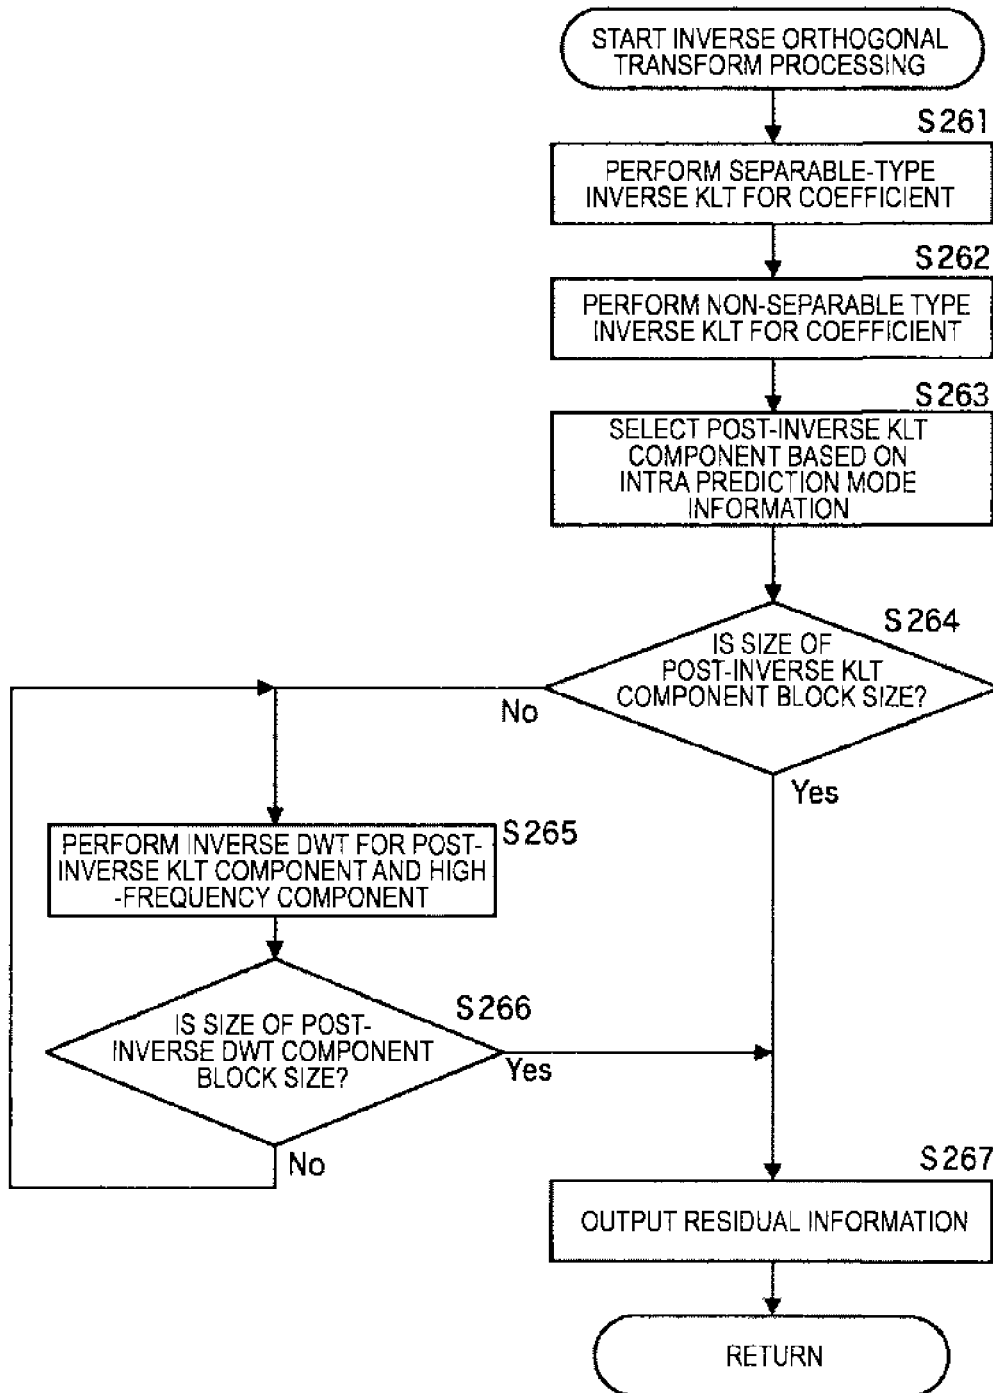 START INVERSE ORTHOGONAL
TRANSFORM PROCESSING
S261
PERFORM SEPARABLE-TYPE
INVERSE KLT FOR COEFFICIENT
S262
PERFORM NON-SEPARABLE TYPE
INVERSE KLT FOR COEFFICIENT
S263
SELECT POST-INVERSE KLT
COMPONENT BASED ON
INTRA PREDICTION MODE
INFORMATION
S264
IS SIZE OF
POST-INVERSE KLT
COMPONENT BLOCK SIZE?
No
Yes
S265
PERFORM INVERSE DWT FOR POST-
INVERSE KLT COMPONENT AND HIGH
-FREQUENCY COMPONENT
S266
IS SIZE OF POST-
INVERSE DWT COMPONENT
BLOCK SIZE?
Yes
No
S267
OUTPUT RESIDUAL INFORMATION
RETURN